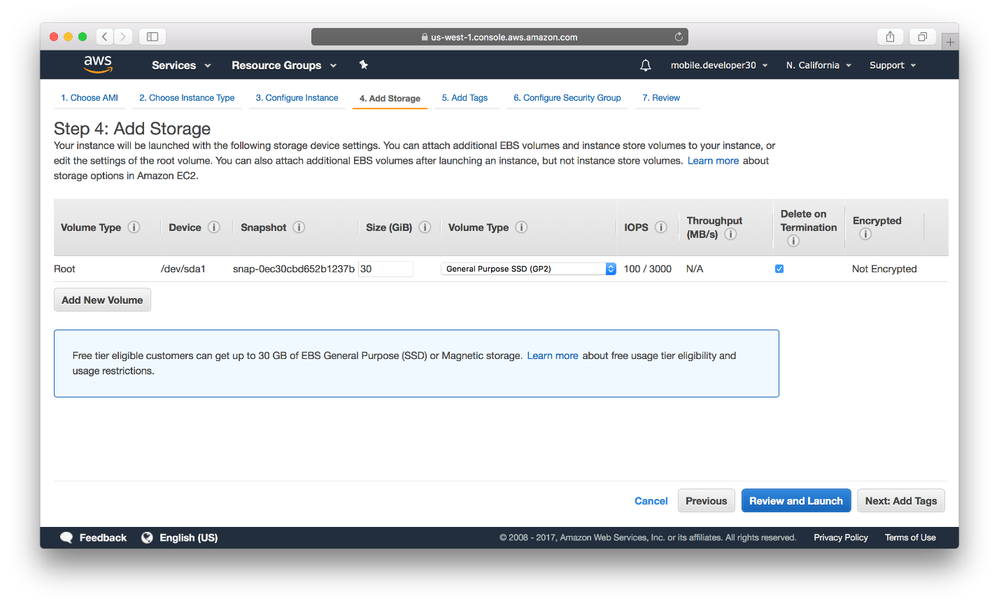 us-west-1.console.aws.amazon.com
aws Services Resource Groups mobile.developer30 N. California Support
1. Choose AMI 2. Choose Instance Type 3. Configure Instance 4. Add Storage 5. Add Tags 6. Configure Security Group 7. Review
Step 4: Add Storage
Your instance will be launched with the following storage device settings. You can attach additional EBS volumes and instance store volumes to your instance, or
edit the settings of the root volume. You can also attach additional EBS volumes after launching an instance, but not instance store volumes. Learn more about
storage options in Amazon EC2.
Volume Type i Device i Snapshot i Size (GiB) i Volume Type i IOPS i Throughput (MB/s) i Delete on Termination i Encrypted i
Root /dev/sda1 snap-0ec30cbd652b1237b 30 General Purpose SSD (GP2) 100 / 3000 N/A Not Encrypted
Add New Volume
Free tier eligible customers can get up to 30 GB of EBS General Purpose (SSD) or Magnetic storage. Learn more about free usage tier eligibility and
usage restrictions.
Cancel Previous Review and Launch Next: Add Tags
Feedback English (US) © 2008 - 2017, Amazon Web Services, Inc. or its affiliates. All rights reserved. Privacy Policy Terms of Use